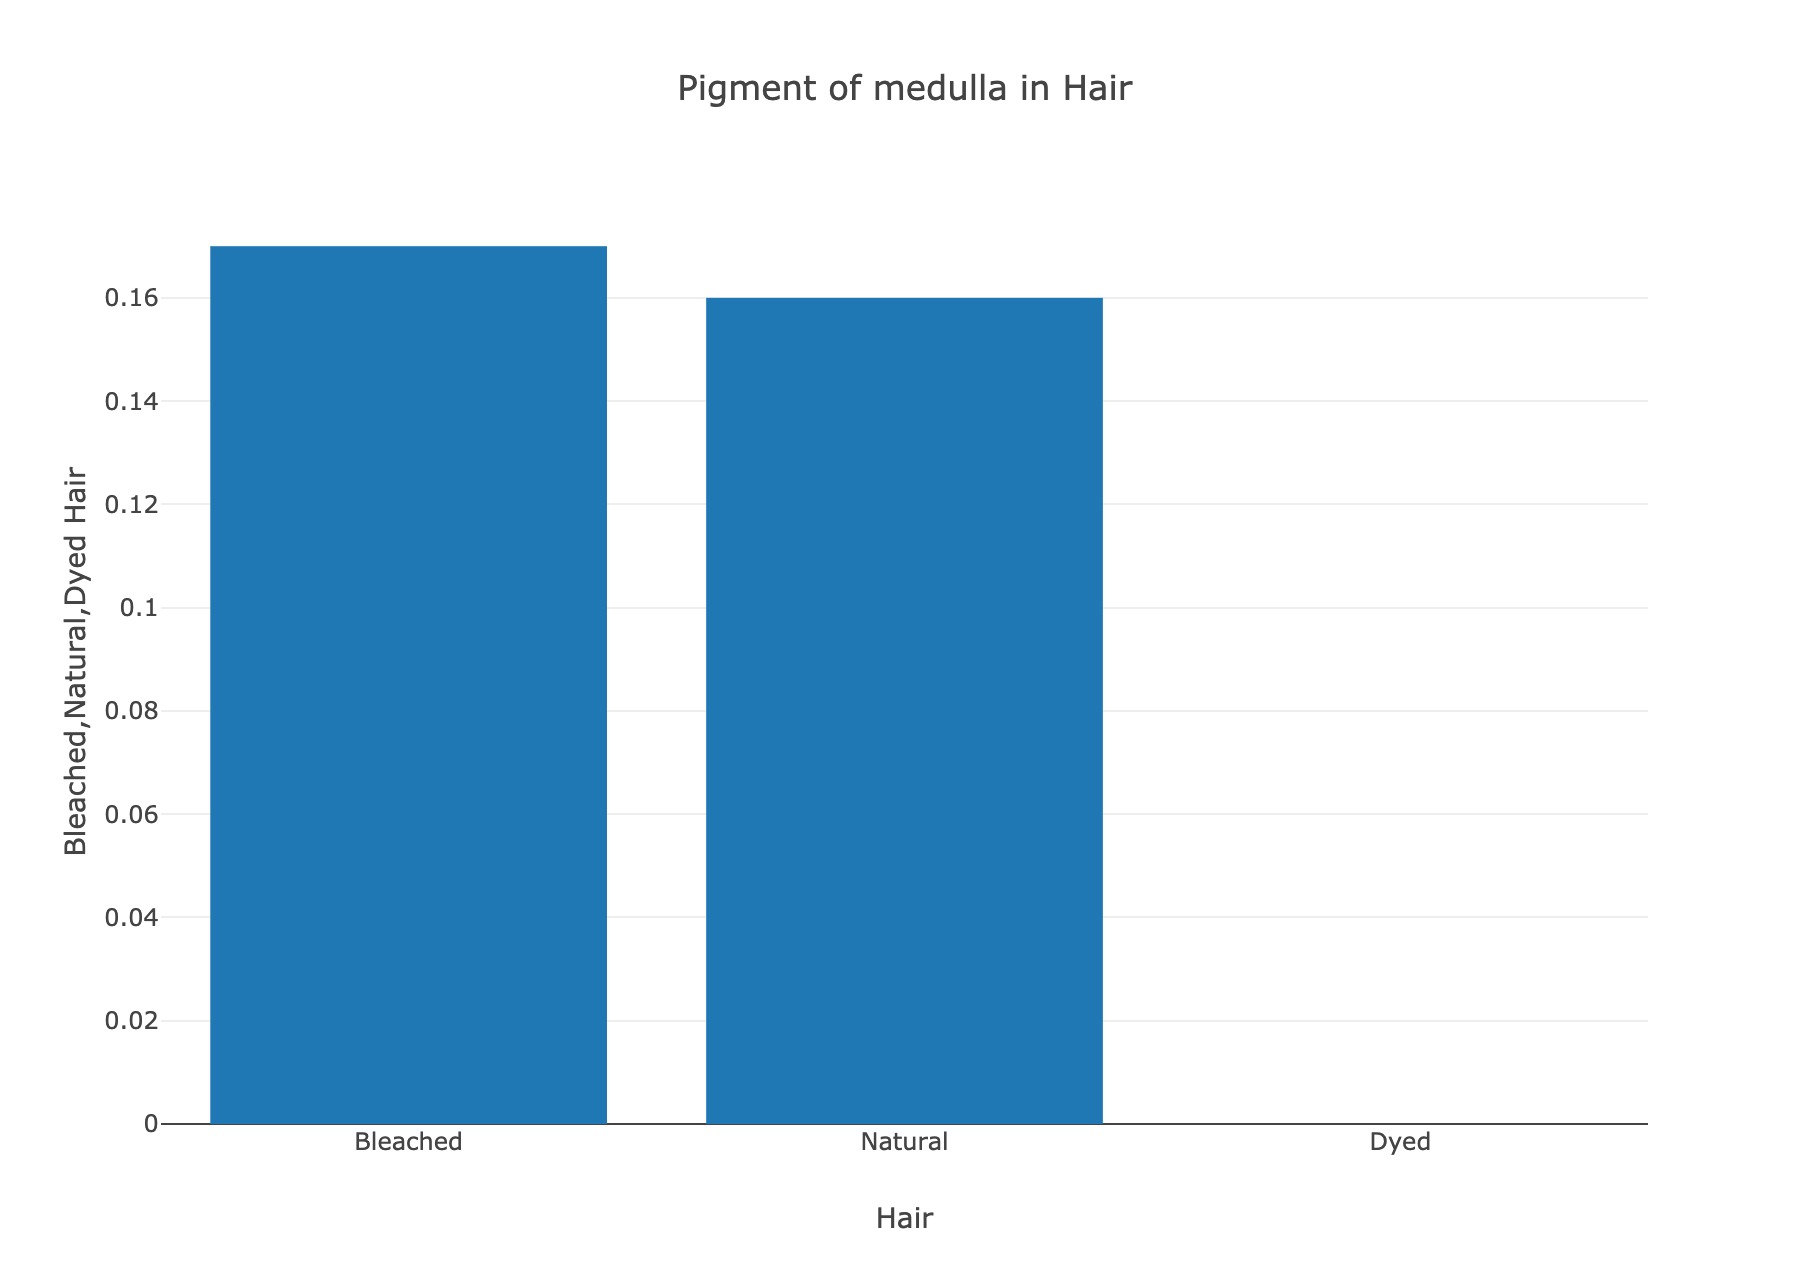 Pigment of medulla in Hair
Bleached,Natural,Dyed Hair
0.16
0.14
0.12
0.1
0.08
0.06
0.04
0.02
0
Bleached
Natural
Dyed
Hair